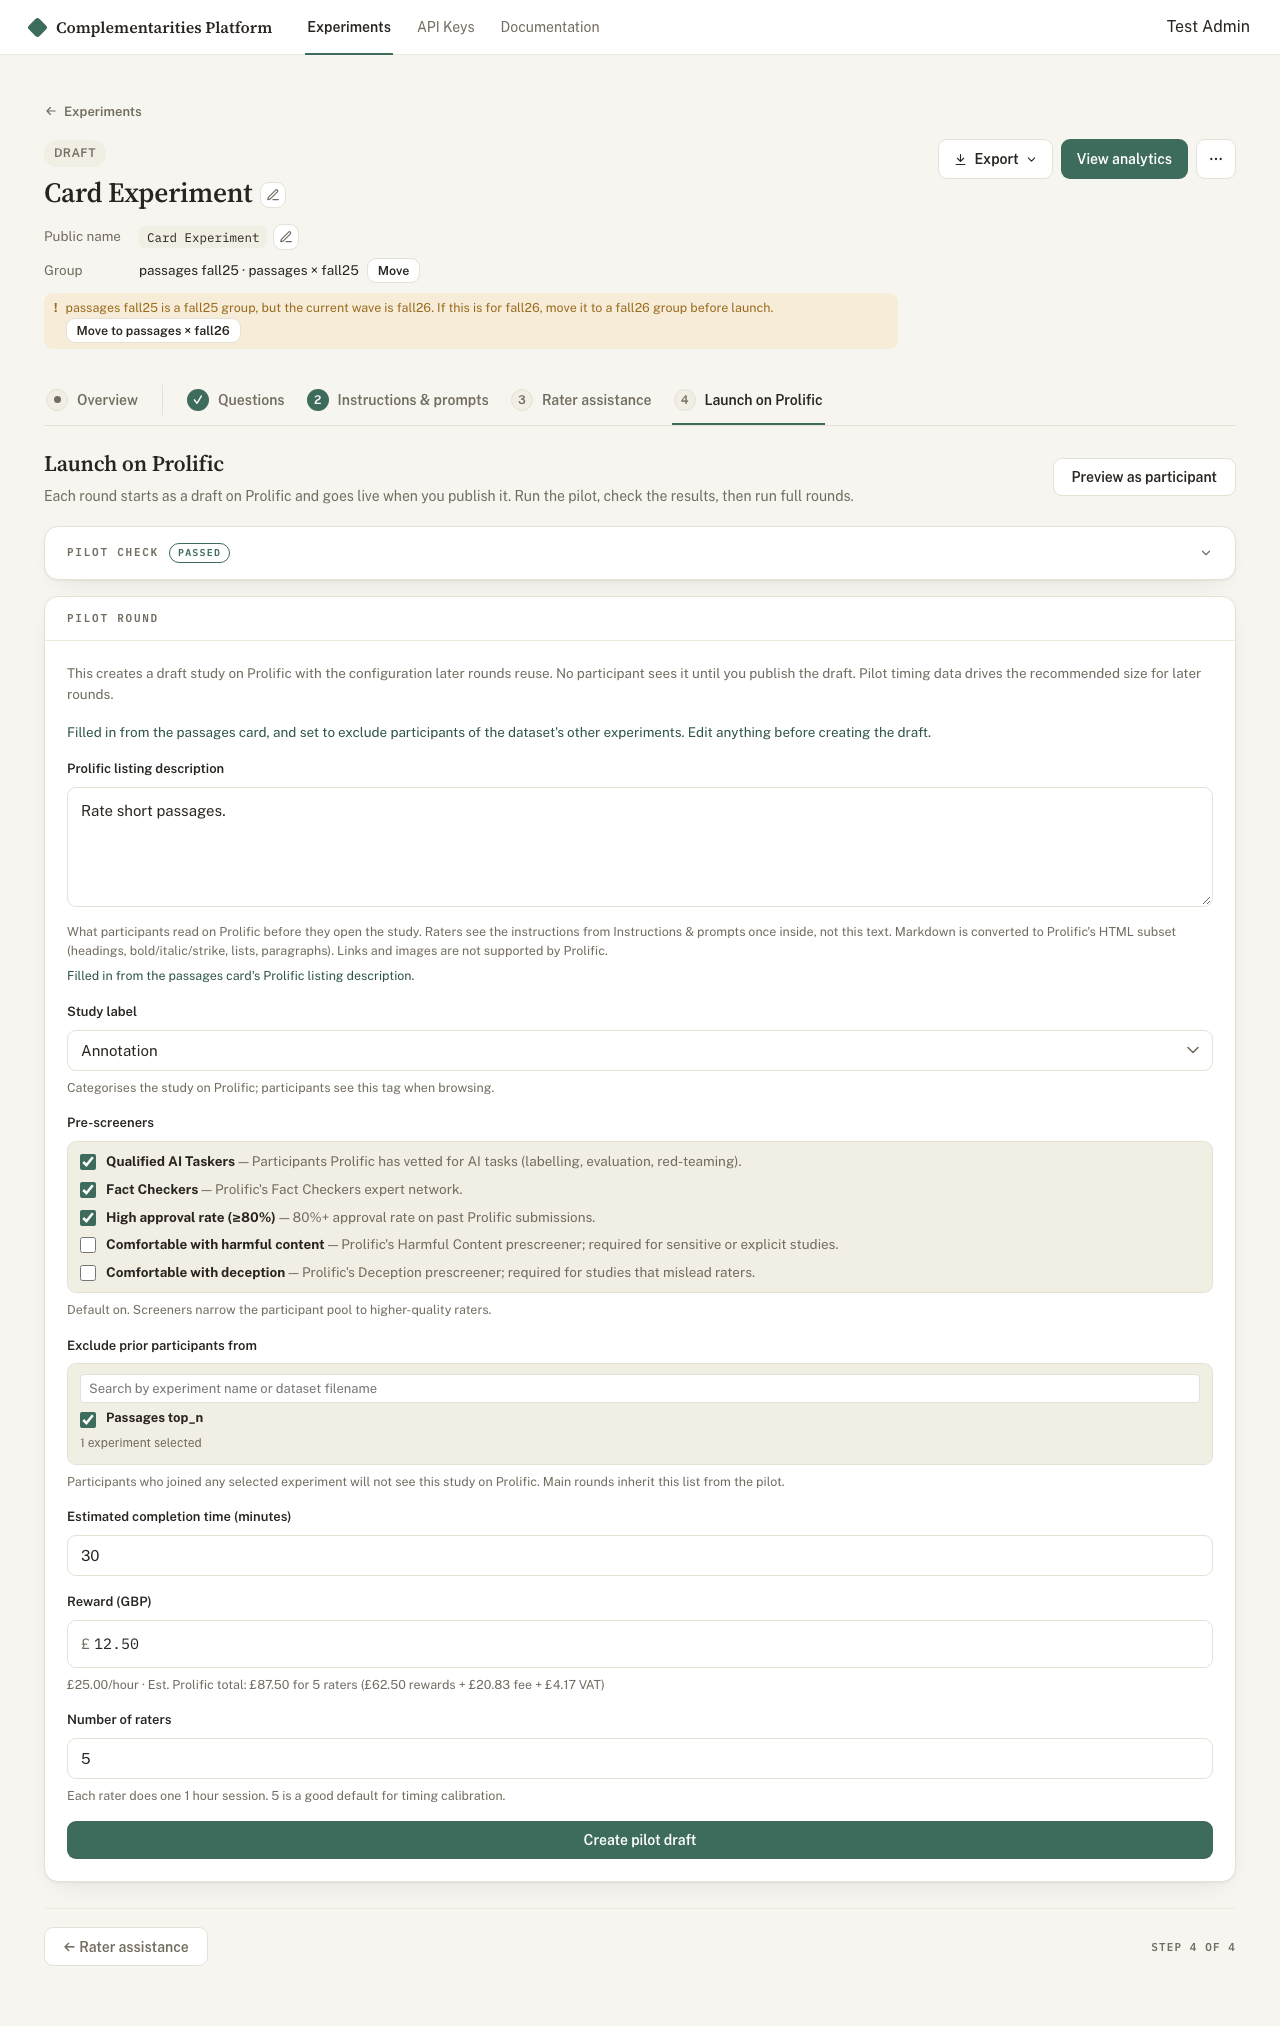 Complementarities Platform
Experiments
API Keys
Documentation
Test Admin
← Experiments
DRAFT
Export
View analytics
...
Card Experiment
Public name
Card Experiment
Group
passages fall25 · passages × fall25
Move
! passages fall25 is a fall25 group, but the current wave is fall26. If this is for fall26, move it to a fall26 group before launch.
Move to passages × fall26
Overview
Questions
2 Instructions & prompts
3 Rater assistance
4 Launch on Prolific
Launch on Prolific
Each round starts as a draft on Prolific and goes live when you publish it. Run the pilot, check the results, then run full rounds.
Preview as participant
PILOT CHECK
PASSED
PILOT ROUND
This creates a draft study on Prolific with the configuration later rounds reuse. No participant sees it until you publish the draft. Pilot timing data drives the recommended size for later
rounds.
Filled in from the passages card, and set to exclude participants of the dataset's other experiments. Edit anything before creating the draft.
Prolific listing description
Rate short passages.
What participants read on Prolific before they open the study. Raters see the instructions from Instructions & prompts once inside, not this text. Markdown is converted to Prolific's HTML subset
(headings, bold/italic/strike, lists, paragraphs). Links and images are not supported by Prolific.
Filled in from the passages card's Prolific listing description.
Study label
Annotation
Categorises the study on Prolific; participants see this tag when browsing.
Pre-screeners
Qualified AI Taskers — Participants Prolific has vetted for AI tasks (labelling, evaluation, red-teaming).
Fact Checkers — Prolific's Fact Checkers expert network.
High approval rate (≥80%) — 80%+ approval rate on past Prolific submissions.
Comfortable with harmful content — Prolific's Harmful Content prescreener; required for sensitive or explicit studies.
Comfortable with deception — Prolific's Deception prescreener; required for studies that mislead raters.
Default on. Screeners narrow the participant pool to higher-quality raters.
Exclude prior participants from
Search by experiment name or dataset filename
Passages top_n
1 experiment selected
Participants who joined any selected experiment will not see this study on Prolific. Main rounds inherit this list from the pilot.
Estimated completion time (minutes)
30
Reward (GBP)
£ 12.50
£25.00/hour · Est. Prolific total: £87.50 for 5 raters (£62.50 rewards + £20.83 fee + £4.17 VAT)
Number of raters
5
Each rater does one 1 hour session. 5 is a good default for timing calibration.
Create pilot draft
← Rater assistance
STEP 4 OF 4